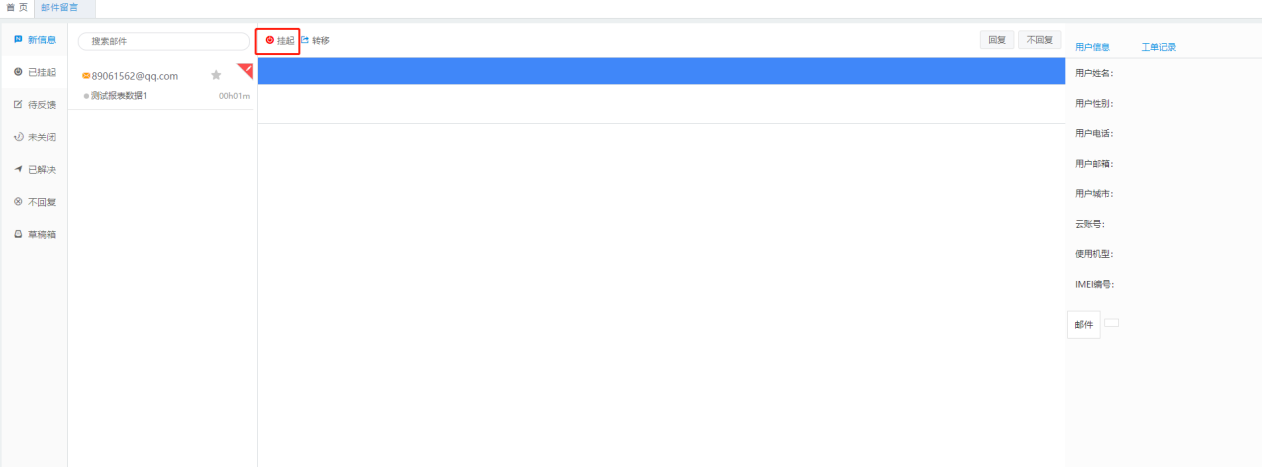 首 页
邮件留言
新信息
已挂起
待反馈
未关闭
已解决
不回复
草稿箱
搜索邮件
89061562@qq.com
测试报表数据1
00h01m
挂起
转移
回复
不回复
用户信息
工单记录
用户姓名：
用户性别：
用户电话：
用户邮箱：
用户城市：
云账号：
使用机型：
IMEI编号：
邮件